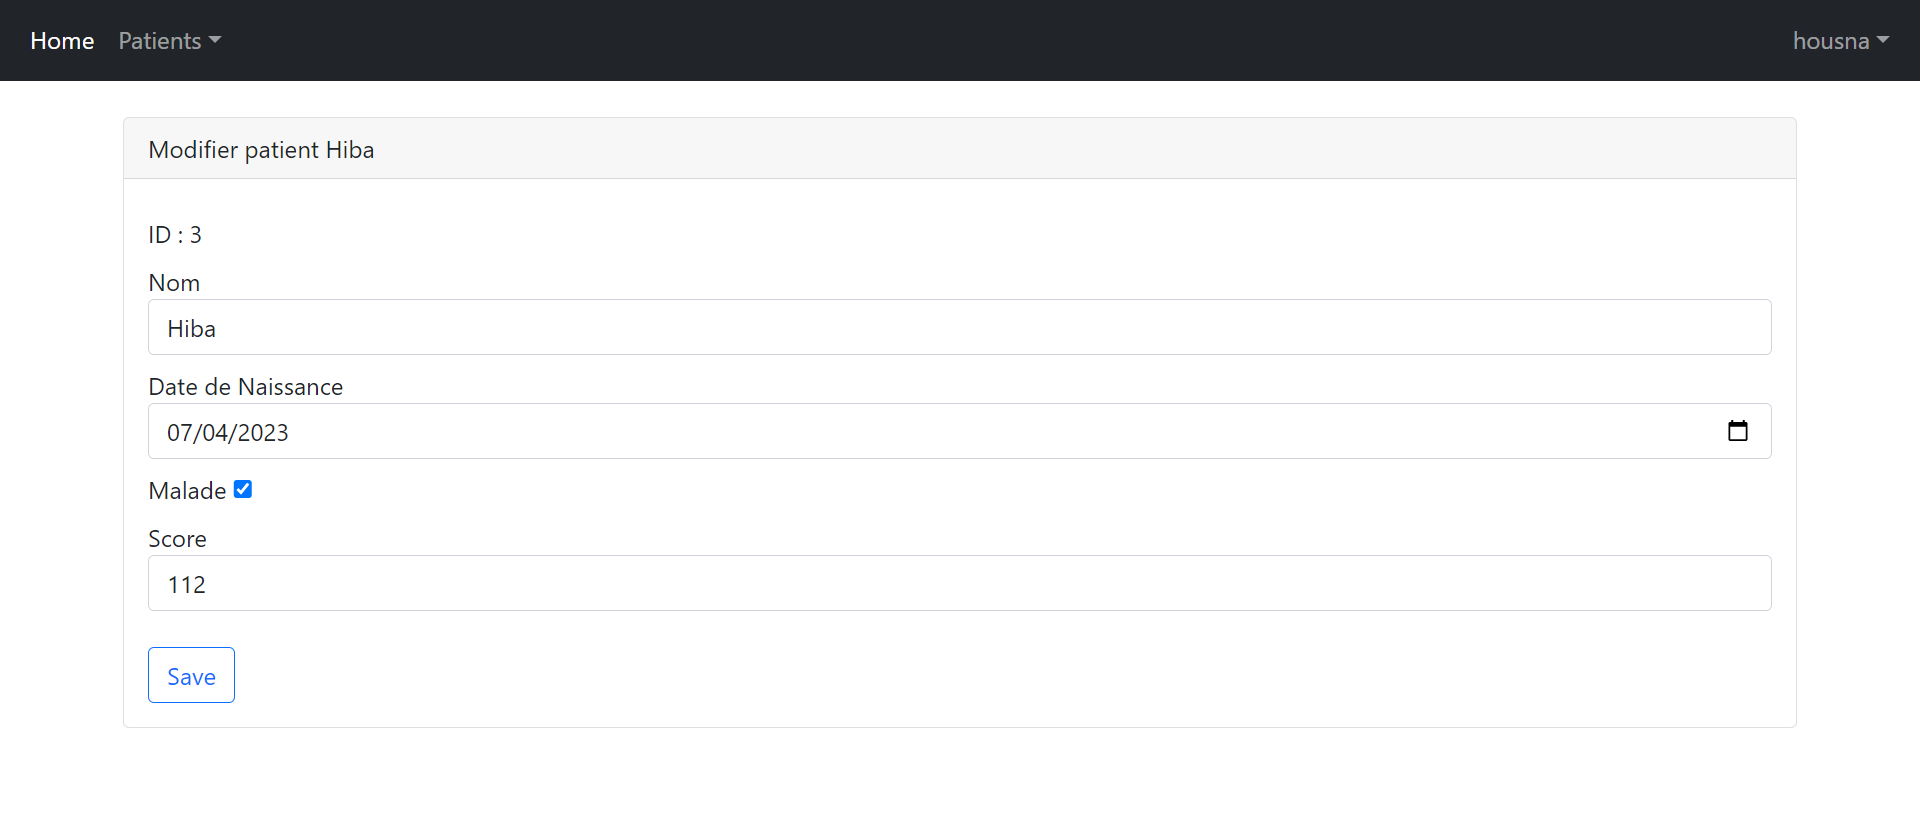 Home Patients housna
Modifier patient Hiba
ID : 3
Nom
Hiba
Date de Naissance
07/04/2023
Malade
Score
112
Save